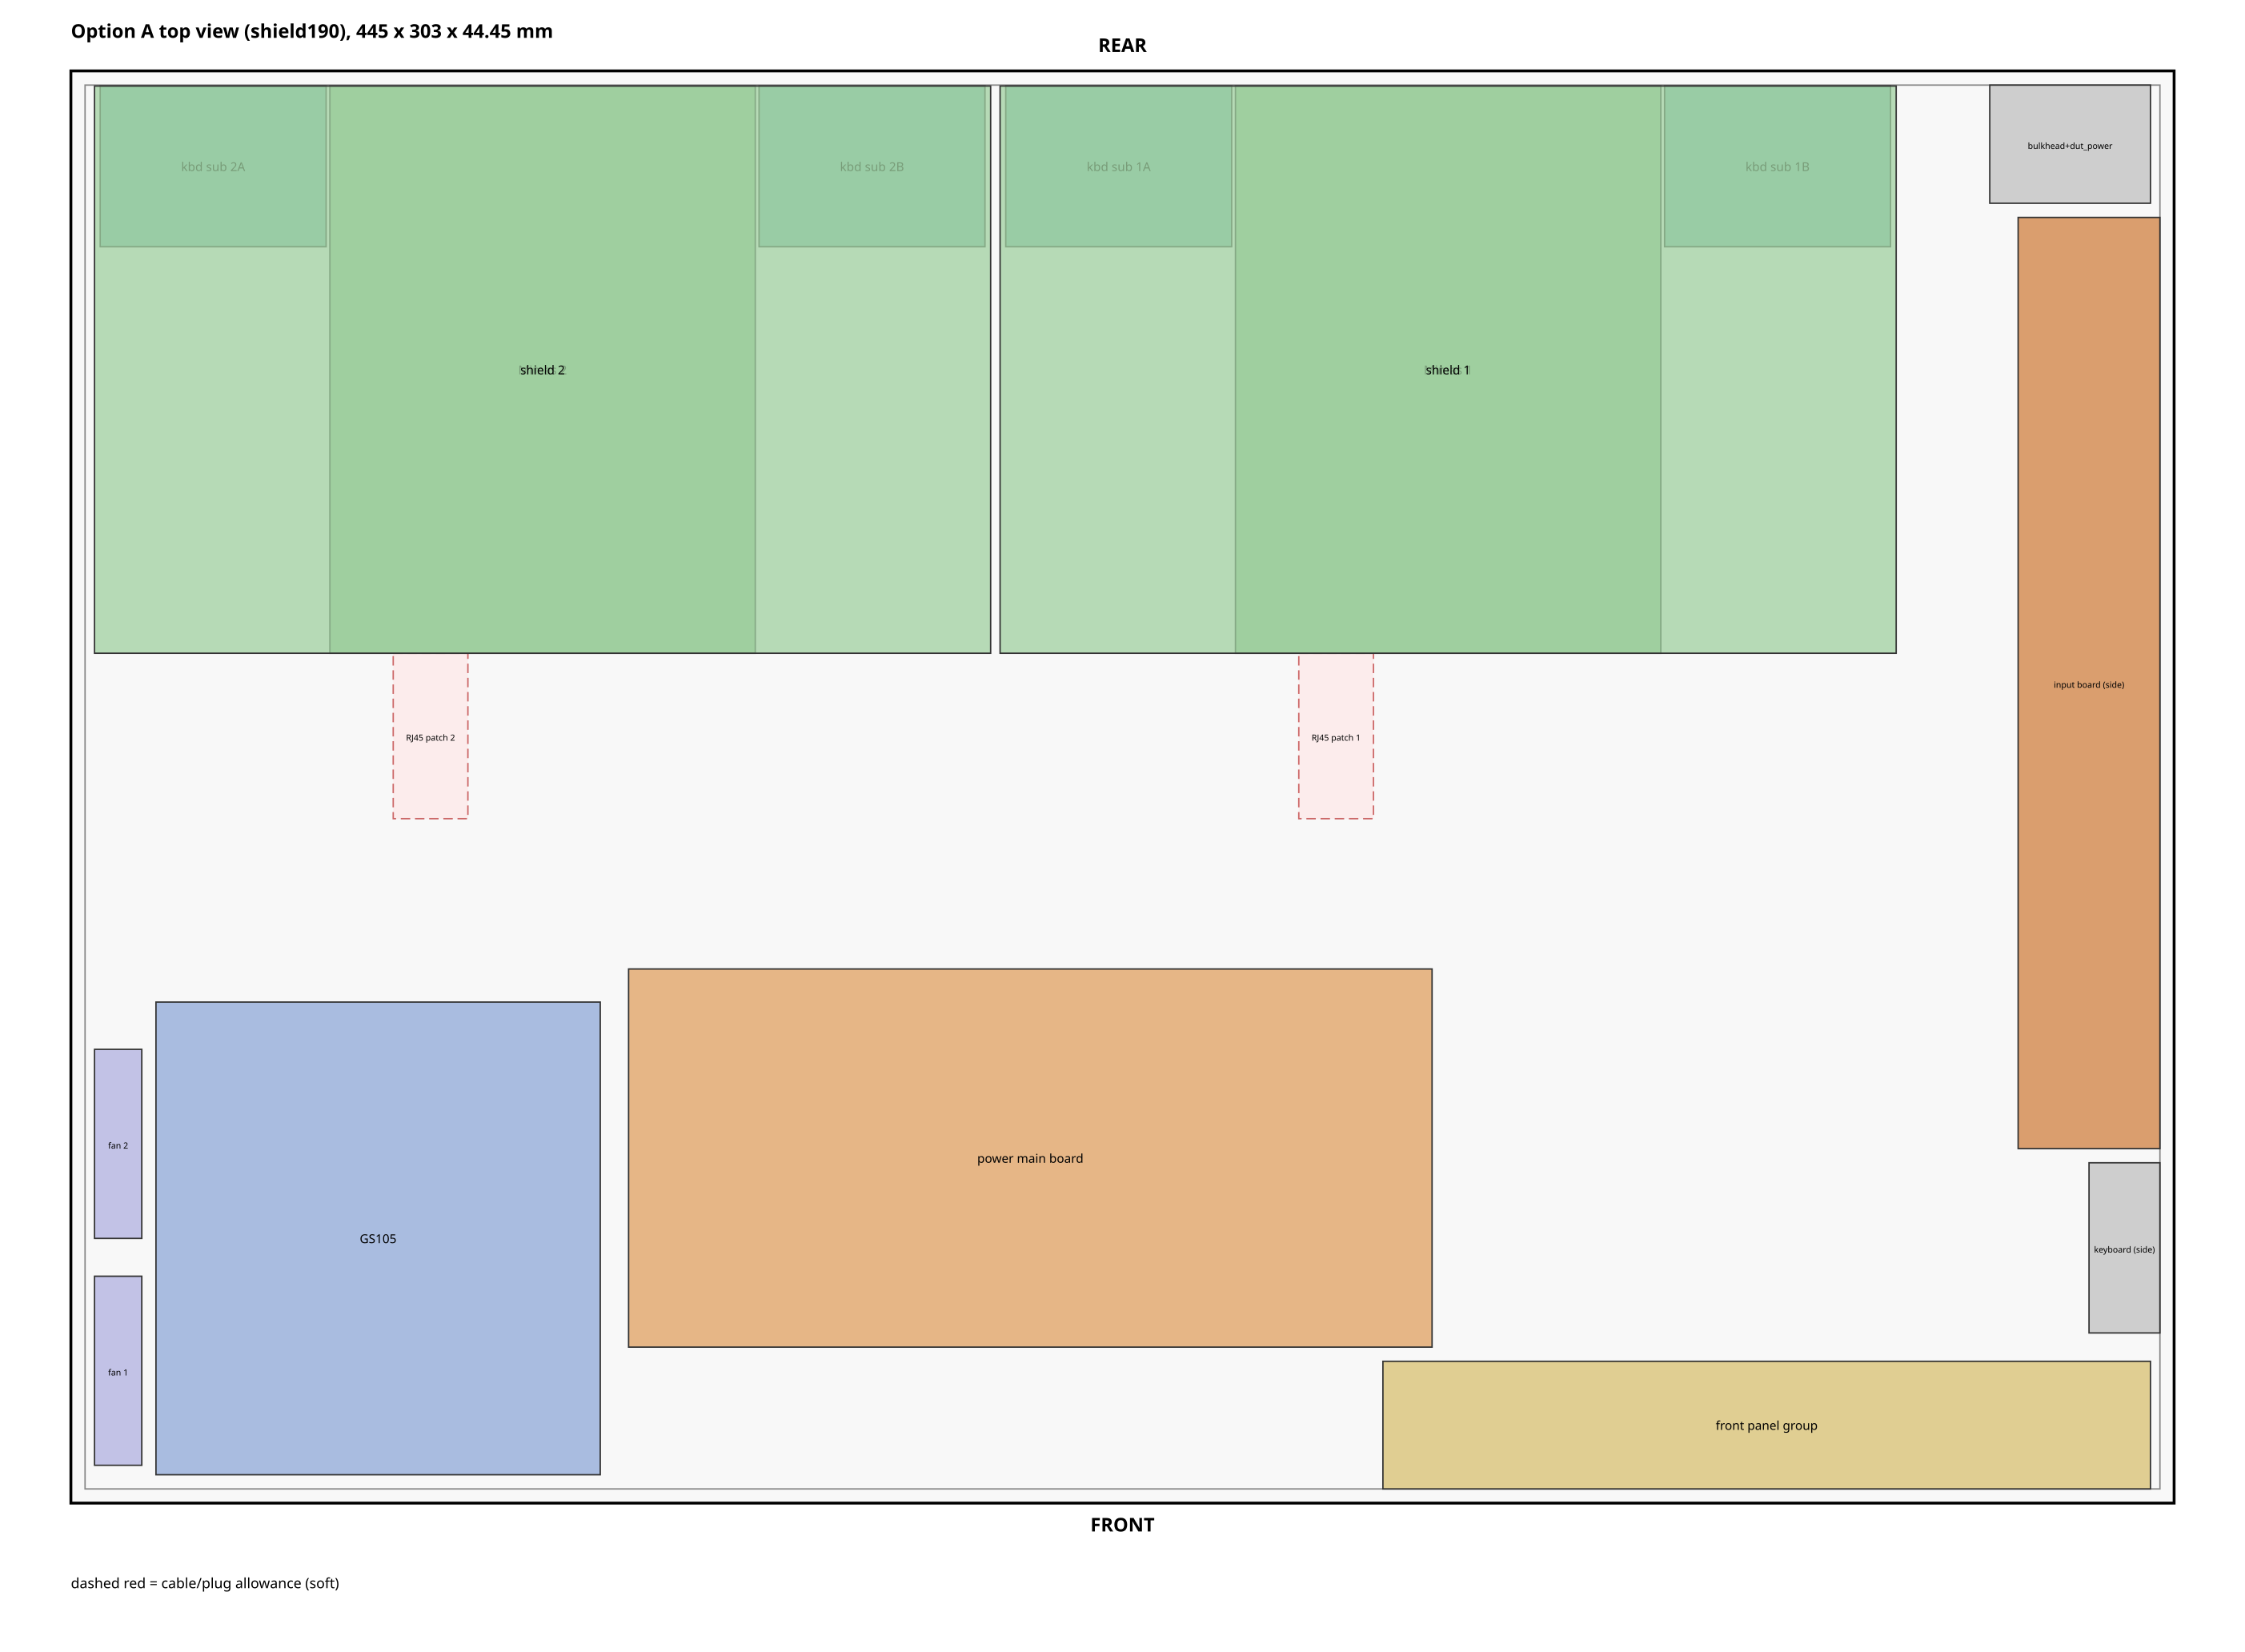 Option A top view (shield190), 445 x 303 x 44.45 mm
REAR
kbd sub 2A
kbd sub 2B
kbd sub 1A
kbd sub 1B
bulkhead+dut_power
shield 2
shield 1
input board (side)
RJ45 patch 2
RJ45 patch 1
fan 2
power main board
GS105
keyboard (side)
fan 1
front panel group
FRONT
dashed red = cable/plug allowance (soft)